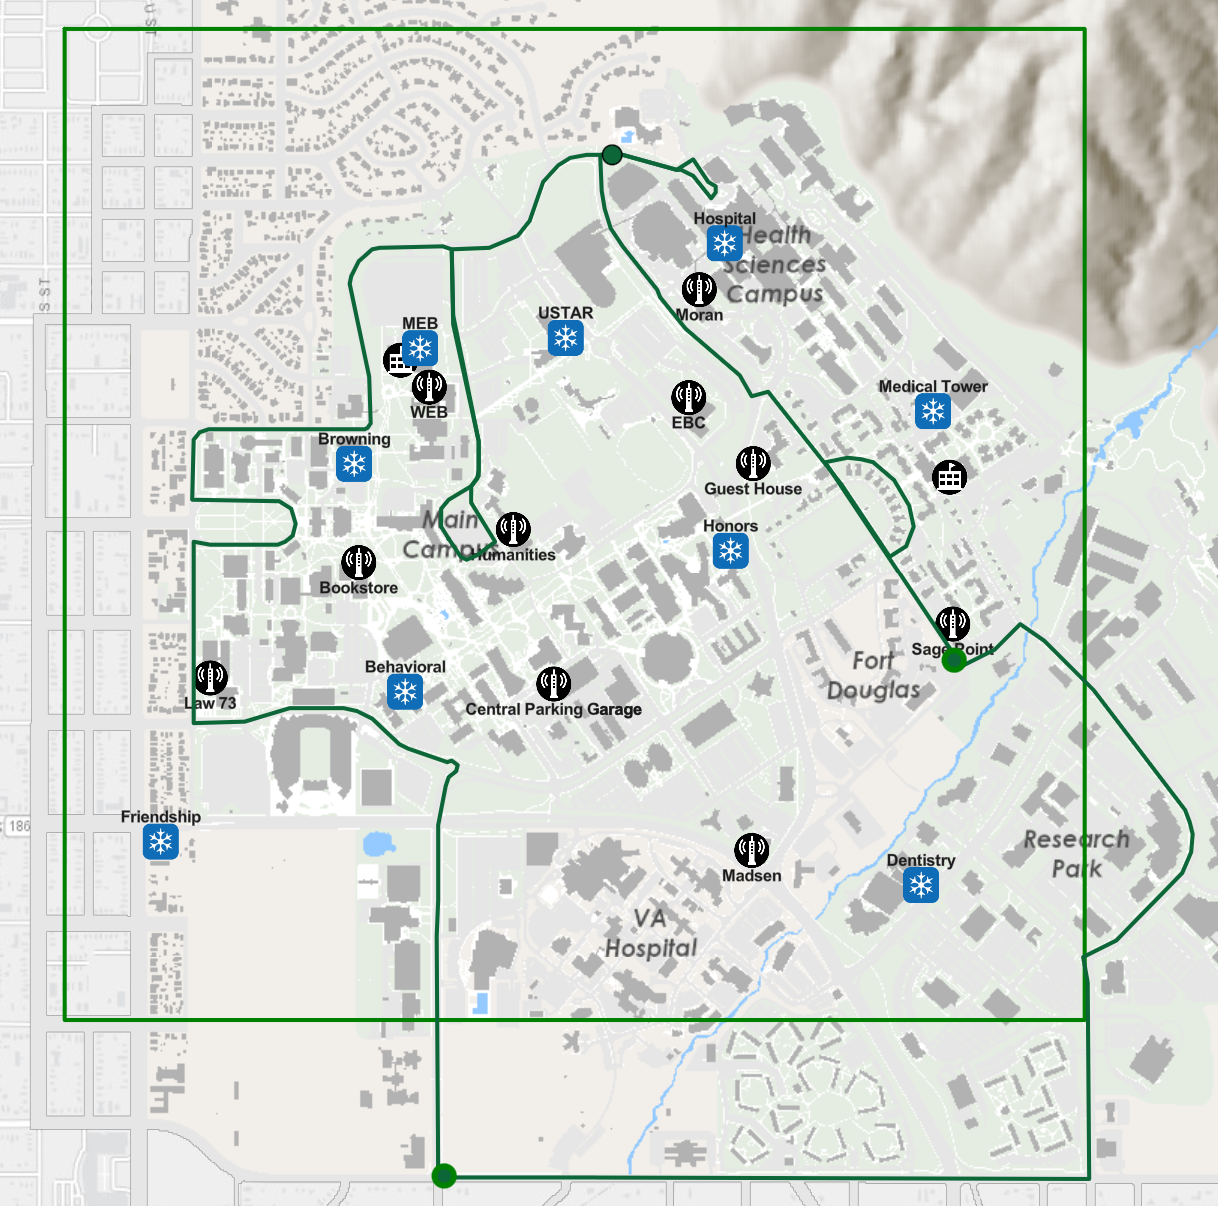 Hospital
Health
Sciences
Campus
S ST
Moran
USTAR
MEB
WEB
Medical Tower
EBC
Browning
Guest House
Main
Campus
Honors
Humanities
Bookstore
Sage Point
Fort
Douglas
Behavioral
Law 73
Central Parking Garage
Friendship
186
Research
Park
Madsen
Dentistry
VA
Hospital